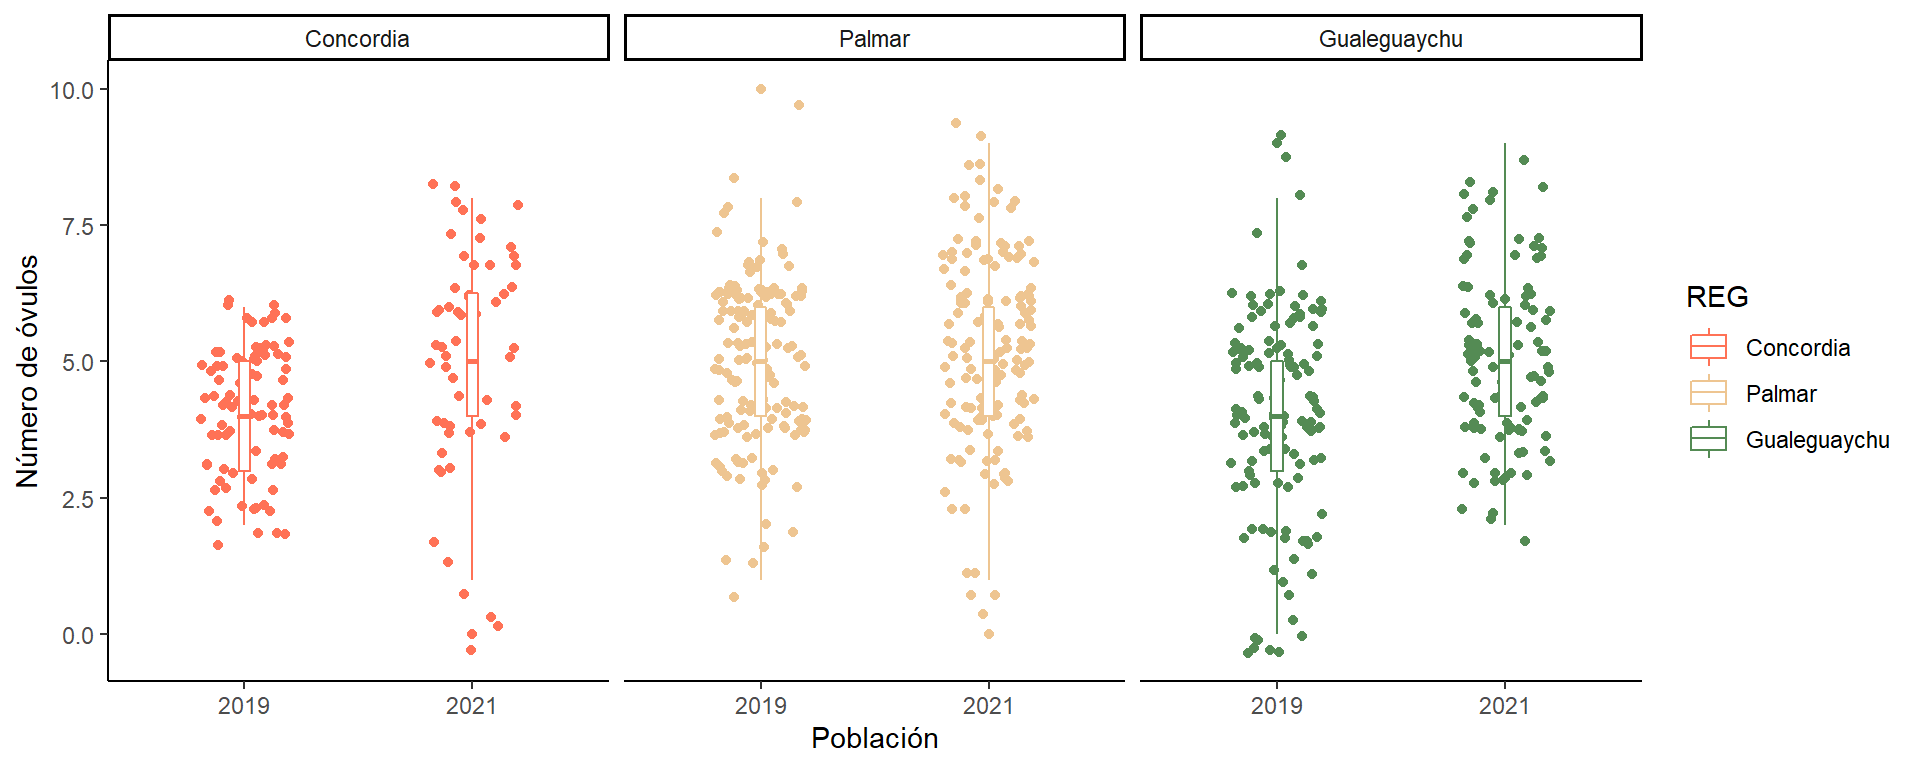 Concordia
Palmar
Gualeguaychu
10.0
7.5
5.0
2.5
0.0
Número de óvulos
2019
2021
2019
2021
2019
2021
Población
REG
Concordia
Palmar
Gualeguaychu